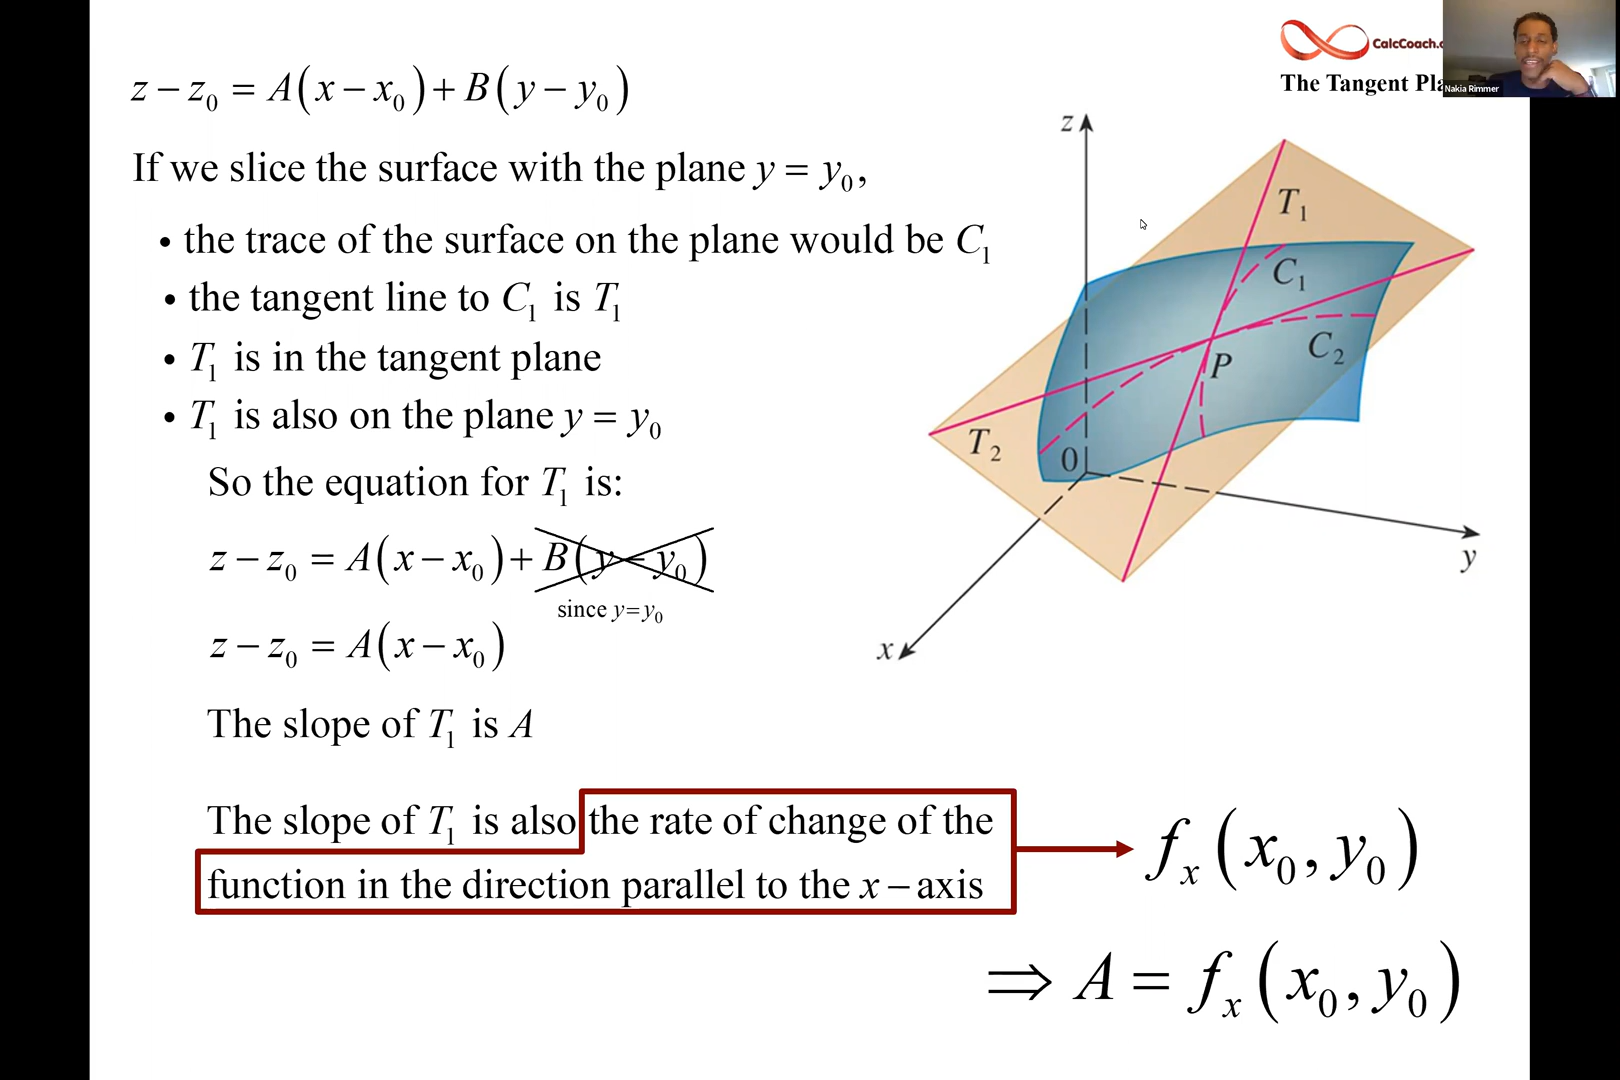 CalcCoach.c
The Tangent Pla
Nakia Rimmer
z − z₀ = A(x − x₀) + B(y − y₀)
If we slice the surface with the plane y = y₀,
• the trace of the surface on the plane would be C₁
• the tangent line to C₁ is T₁
• T₁ is in the tangent plane
• T₁ is also on the plane y = y₀
So the equation for T₁ is:
z − z₀ = A(x − x₀) + B(y − y₀)
since y=y₀
z − z₀ = A(x − x₀)
The slope of T₁ is A
The slope of T₁ is also the rate of change of the
function in the direction parallel to the x − axis
fₓ(x₀, y₀)
⇒ A = fₓ(x₀, y₀)
z
T₁
C₁
C₂
P
T₂
0
y
x